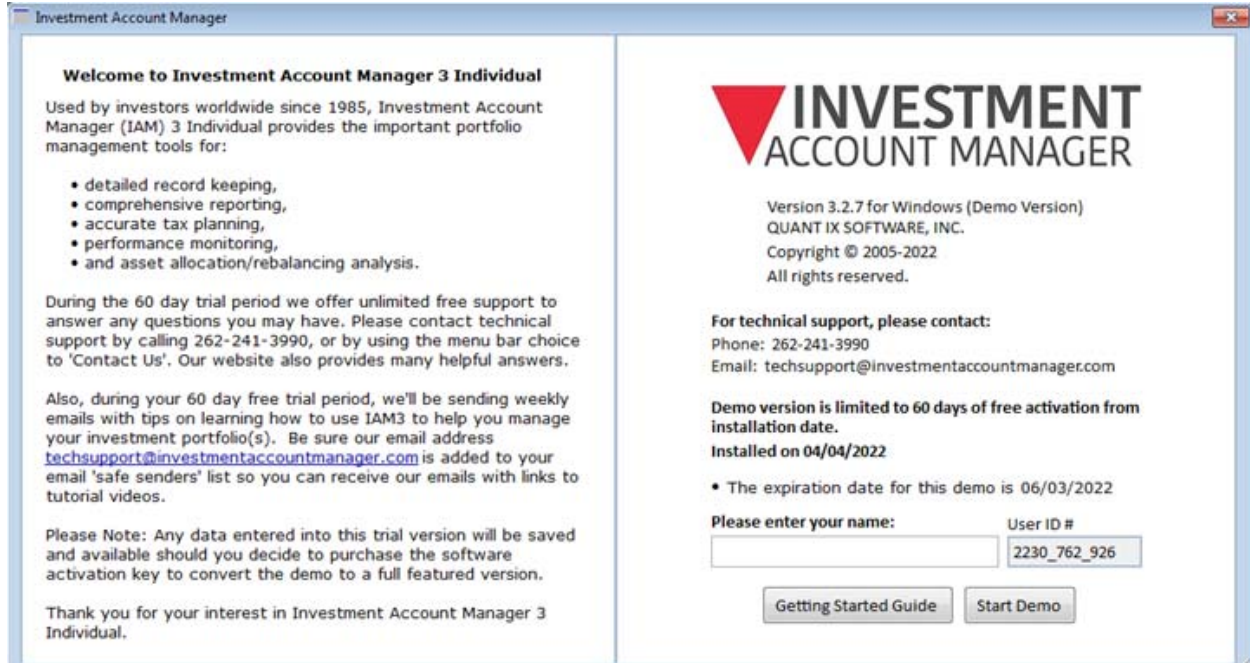 Investment Account Manager
Welcome to Investment Account Manager 3 Individual
Used by investors worldwide since 1985, Investment Account
Manager (IAM) 3 Individual provides the important portfolio
management tools for:
• detailed record keeping,
• comprehensive reporting,
• accurate tax planning,
• performance monitoring,
• and asset allocation/rebalancing analysis.
During the 60 day trial period we offer unlimited free support to
answer any questions you may have. Please contact technical
support by calling 262-241-3990, or by using the menu bar choice
to 'Contact Us'. Our website also provides many helpful answers.
Also, during your 60 day free trial period, we'll be sending weekly
emails with tips on learning how to use IAM3 to help you manage
your investment portfolio(s). Be sure our email address
techsupport@investmentaccountmanager.com is added to your
email 'safe senders' list so you can receive our emails with links to
tutorial videos.
Please Note: Any data entered into this trial version will be saved
and available should you decide to purchase the software
activation key to convert the demo to a full featured version.
Thank you for your interest in Investment Account Manager 3
Individual.
INVESTMENT
ACCOUNT MANAGER
Version 3.2.7 for Windows (Demo Version)
QUANT IX SOFTWARE, INC.
Copyright © 2005-2022
All rights reserved.
For technical support, please contact:
Phone: 262-241-3990
Email: techsupport@investmentaccountmanager.com
Demo version is limited to 60 days of free activation from
installation date.
Installed on 04/04/2022
• The expiration date for this demo is 06/03/2022
Please enter your name: User ID #
2230_762_926
Getting Started Guide Start Demo